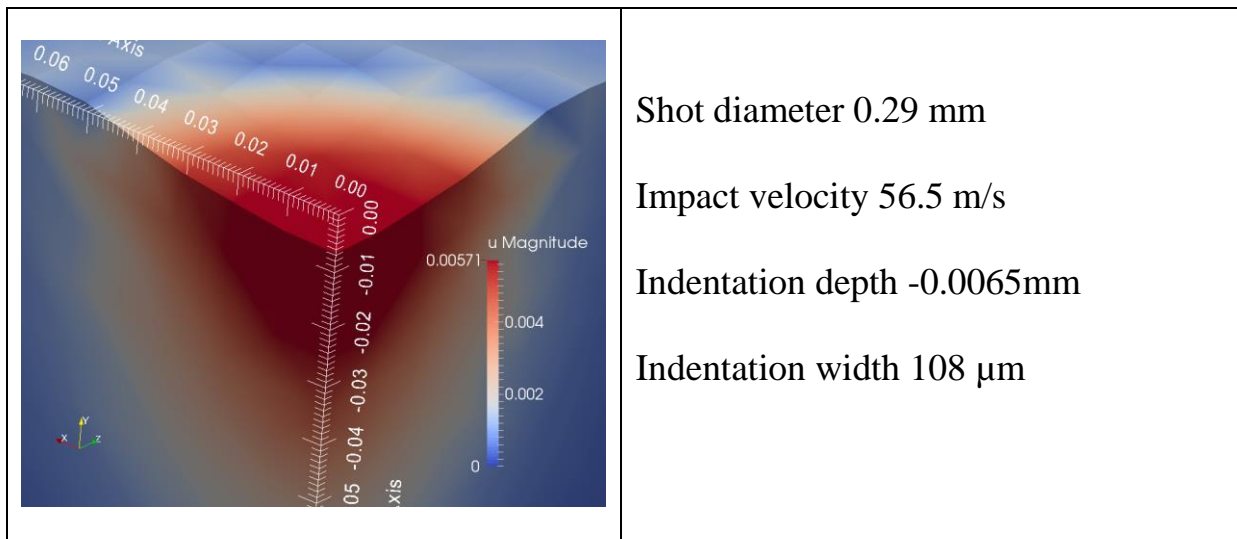 Axis
0.06 0.05 0.04 0.03 0.02 0.01 0.00
0.00 -0.01 -0.02 -0.03 -0.04 05
xis
u Magnitude
0.00571
0.004
0.002
0
X Y Z
Shot diameter 0.29 mm
Impact velocity 56.5 m/s
Indentation depth -0.0065mm
Indentation width 108 µm